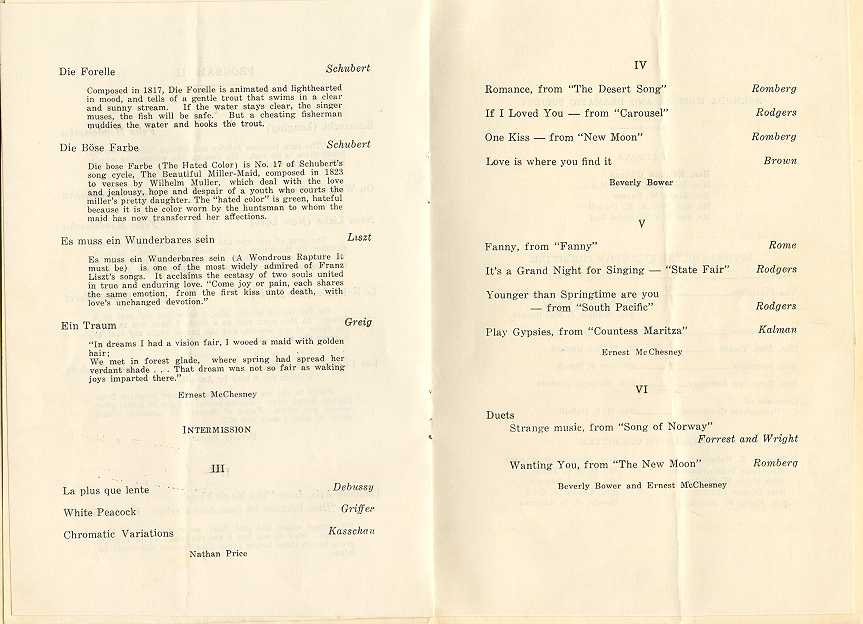 Die Forelle Schubert
Composed in 1817, Die Forelle is animated and lighthearted
in mood, and tells of a gentle trout that swims in a clear
and sunny stream. If the water stays clear, the singer
muses, the fish will be safe. But a cheating fisherman
muddies the water and hooks the trout.
Die Böse Farbe Schubert
Die bose Farbe (The Hated Color) is No. 17 of Schubert's
song cycle, The Beautiful Miller-Maid, composed in 1823
to verses by Wilhelm Muller, which deal with the love
and jealousy, hope and despair of a youth who courts the
miller's pretty daughter. The "hated color" is green, hateful
because it is the color worn by the huntsman to whom the
maid has now transferred her affections.
Es muss ein Wunderbares sein Liszt
Es muss ein Wunderbares sein (A Wondrous Rapture It
must be) is one of the most widely admired of Franz
Liszt's songs. It acclaims the ecstasy of two souls united
in true and enduring love. "Come joy or pain, each shares
the same emotion, from the first kiss unto death, with
love's unchanged devotion."
Ein Traum Greig
"In dreams I had a vision fair, I wooed a maid with golden
hair;
We met in forest glade, where spring had spread her
verdant shade . . . That dream was not so fair as waking
joys imparted there."
Ernest McChesney
INTERMISSION
III
La plus que lente Debussy
White Peacock Griffer
Chromatic Variations Kasschau
Nathan Price
IV
Romance, from "The Desert Song" Romberg
If I Loved You — from "Carousel" Rodgers
One Kiss — from "New Moon" Romberg
Love is where you find it Brown
Beverly Bower
V
Fanny, from "Fanny" Rome
It's a Grand Night for Singing — "State Fair" Rodgers
Younger than Springtime are you
— from "South Pacific" Rodgers
Play Gypsies, from "Countess Maritza" Kalman
Ernest McChesney
VI
Duets
Strange music, from "Song of Norway"
Forrest and Wright
Wanting You, from "The New Moon" Romberg
Beverly Bower and Ernest McChesney